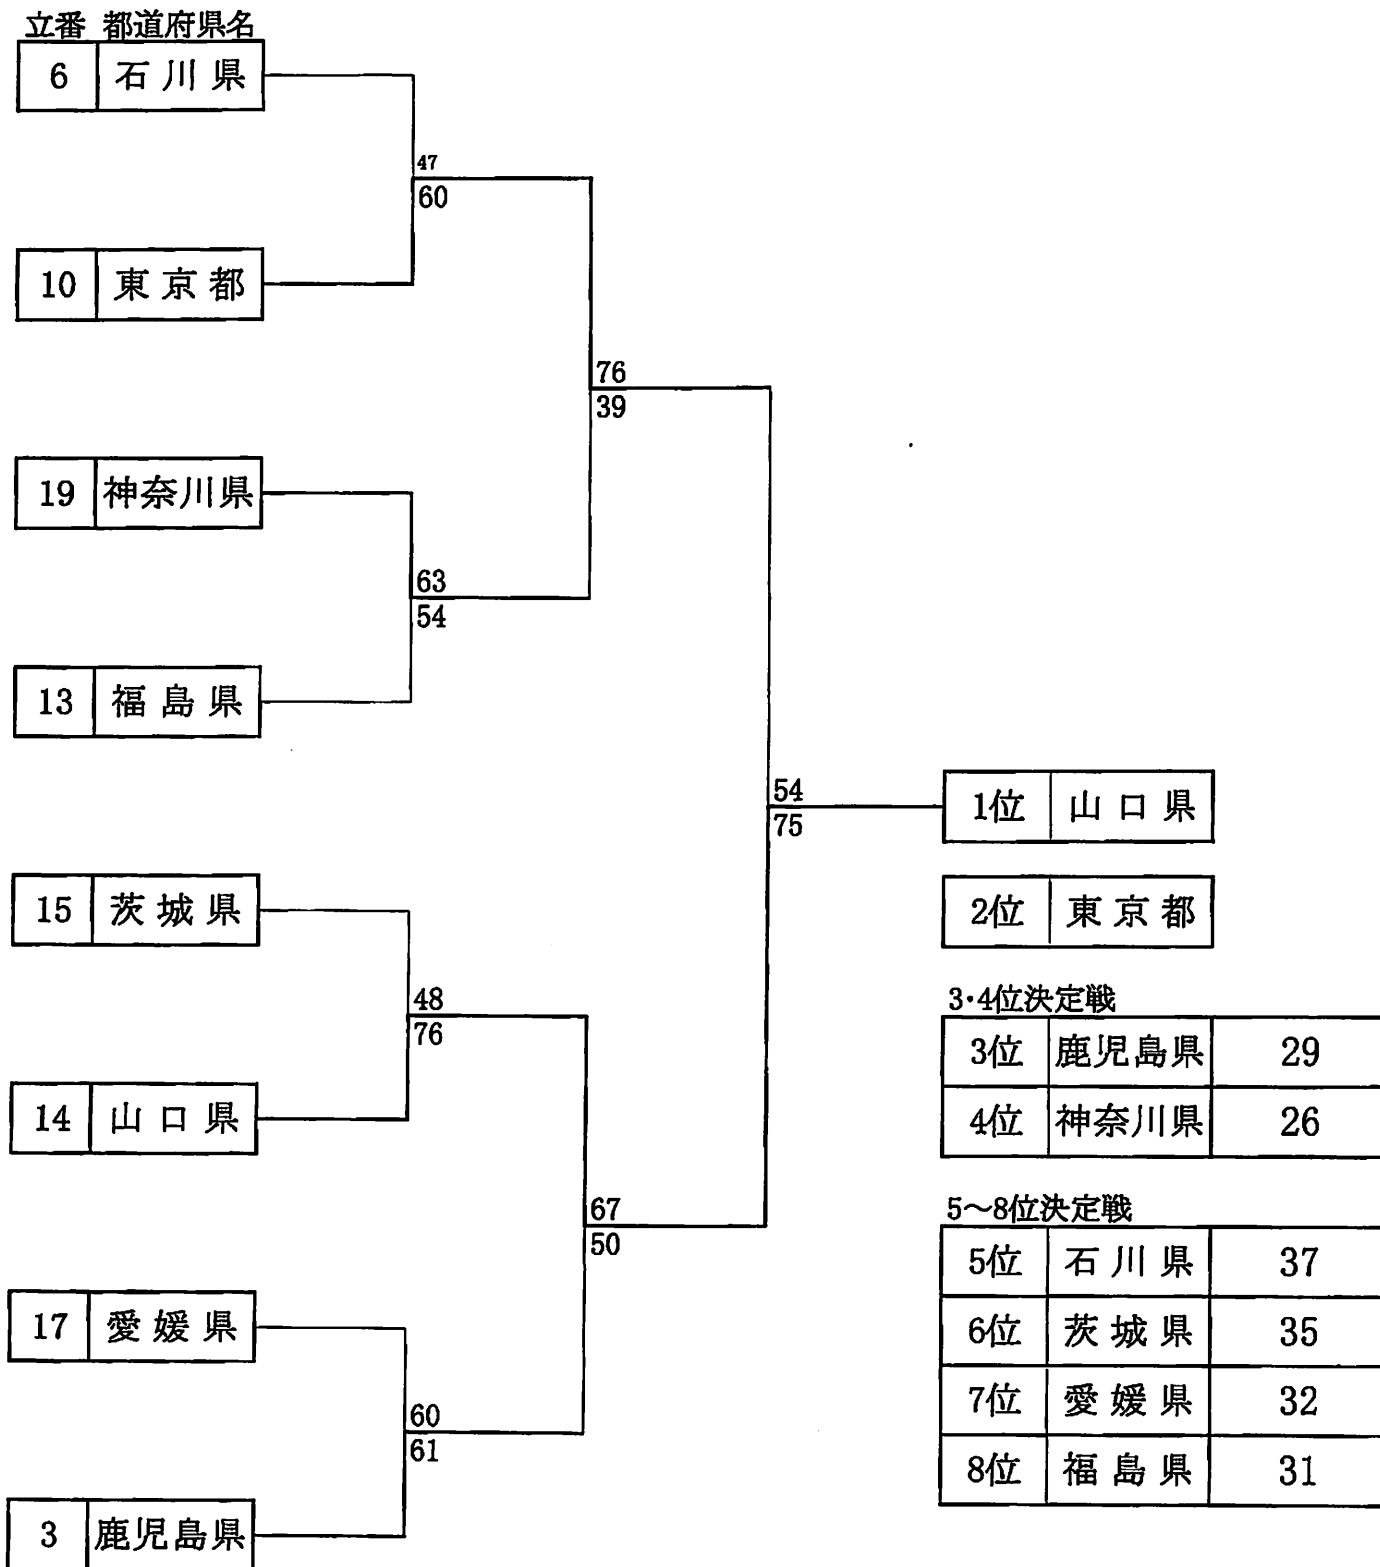 立番 都道府県名
6 石川県
47
60
10 東京都
76
39
19 神奈川県
63
54
13 福島県
54
75
1位 山口県
15 茨城県
2位 東京都
48
76
3・4位決定戦
3位 鹿児島県 29
14 山口県
4位 神奈川県 26
67
50
5～8位決定戦
5位 石川県 37
17 愛媛県
6位 茨城県 35
60
61
7位 愛媛県 32
8位 福島県 31
3 鹿児島県